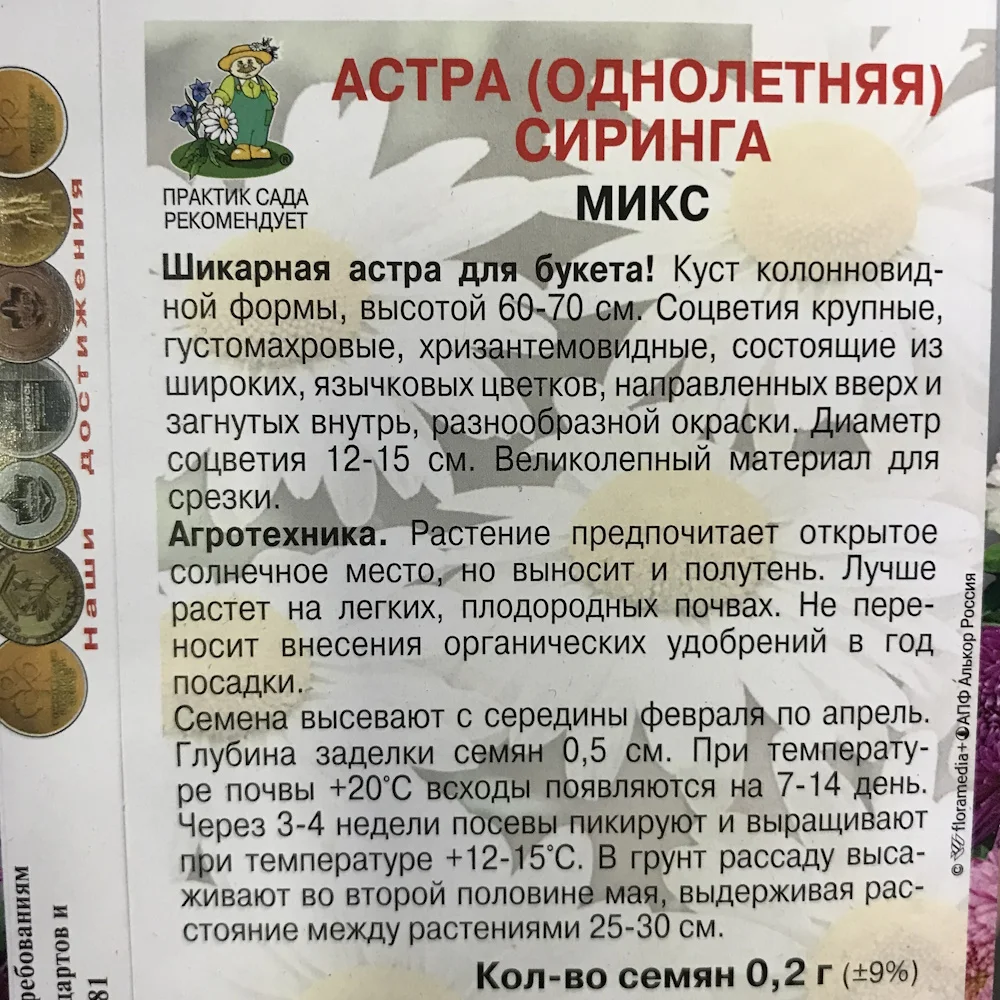 АСТРА (ОДНОЛЕТНЯЯ)
СИРИНГА
МИКС
ПРАКТИК САДА
РЕКОМЕНДУЕТ
Шикарная астра для букета! Куст колонновид-
ной формы, высотой 60-70 см. Соцветия крупные,
густомахровые, хризантемовидные, состоящие из
широких, язычковых цветков, направленных вверх и
загнутых внутрь, разнообразной окраски. Диаметр
соцветия 12-15 см. Великолепный материал для
срезки.
Агротехника. Растение предпочитает открытое
солнечное место, но выносит и полутень. Лучше
растет на легких, плодородных почвах. Не пере-
носит внесения органических удобрений в год
посадки.
Семена высевают с середины февраля по апрель.
Глубина заделки семян 0,5 см. При температу-
ре почвы +20°С всходы появляются на 7-14 день.
Через 3-4 недели посевы пикируют и выращивают
при температуре +12-15°С. В грунт рассаду выса-
живают во второй половине мая, выдерживая рас-
стояние между растениями 25-30 см.
Кол-во семян 0,2 г (±9%)
Наши достижения
© floramedia+ АПФ Алькор Россия
ребованиям
дартов и
81